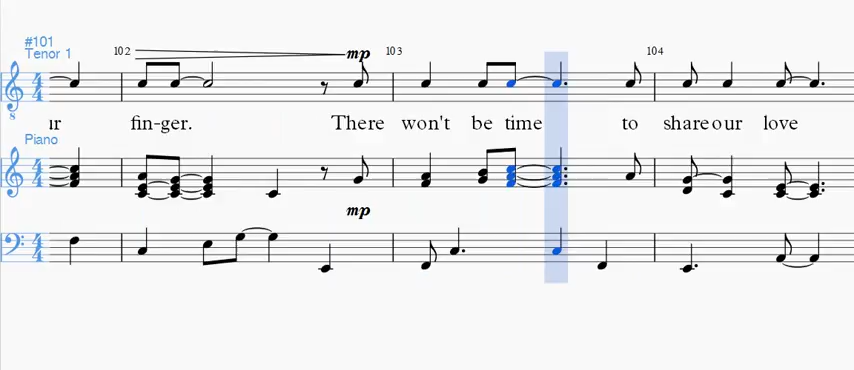 #101
Tenor 1
102
mp
103
104
8
fin-ger. There won't be time to share our love
Piano
mp